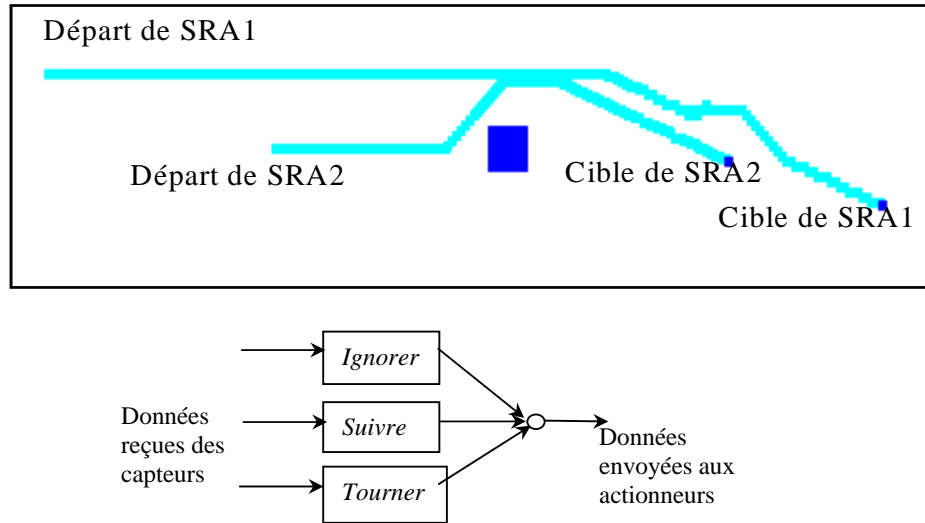 Départ de SRA1
Départ de SRA2
Cible de SRA2
Cible de SRA1
Ignorer
Données
reçues des
capteurs
Suivre
Tourner
Données
envoyées aux
actionneurs